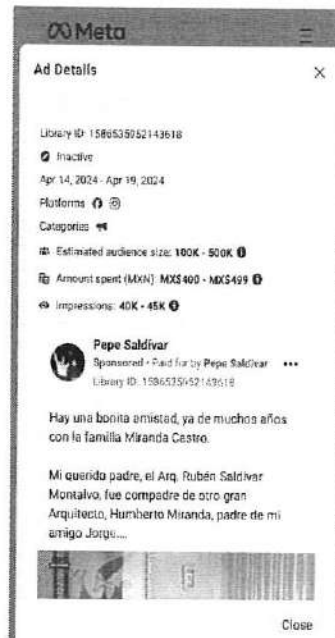 Meta
Ad Details
Library ID: 1586535952143618
Inactive
Apr 14, 2024 - Apr 19, 2024
Platforms
Categories
Estimated audience size: 100K - 500K
Amount spent (MXN): MX$400 - MX$499
Impressions: 40K - 45K
Pepe Saldívar
Sponsored • Paid for by Pepe Saldívar
Library ID: 1586535952143618
Hay una bonita amistad, ya de muchos años
con la familia Miranda Castro.
Mi querido padre, el Arq. Rubén Saldívar
Montalvo, fue compadre de otro gran
Arquitecto, Humberto Miranda, padre de mi
amigo Jorge....
Close